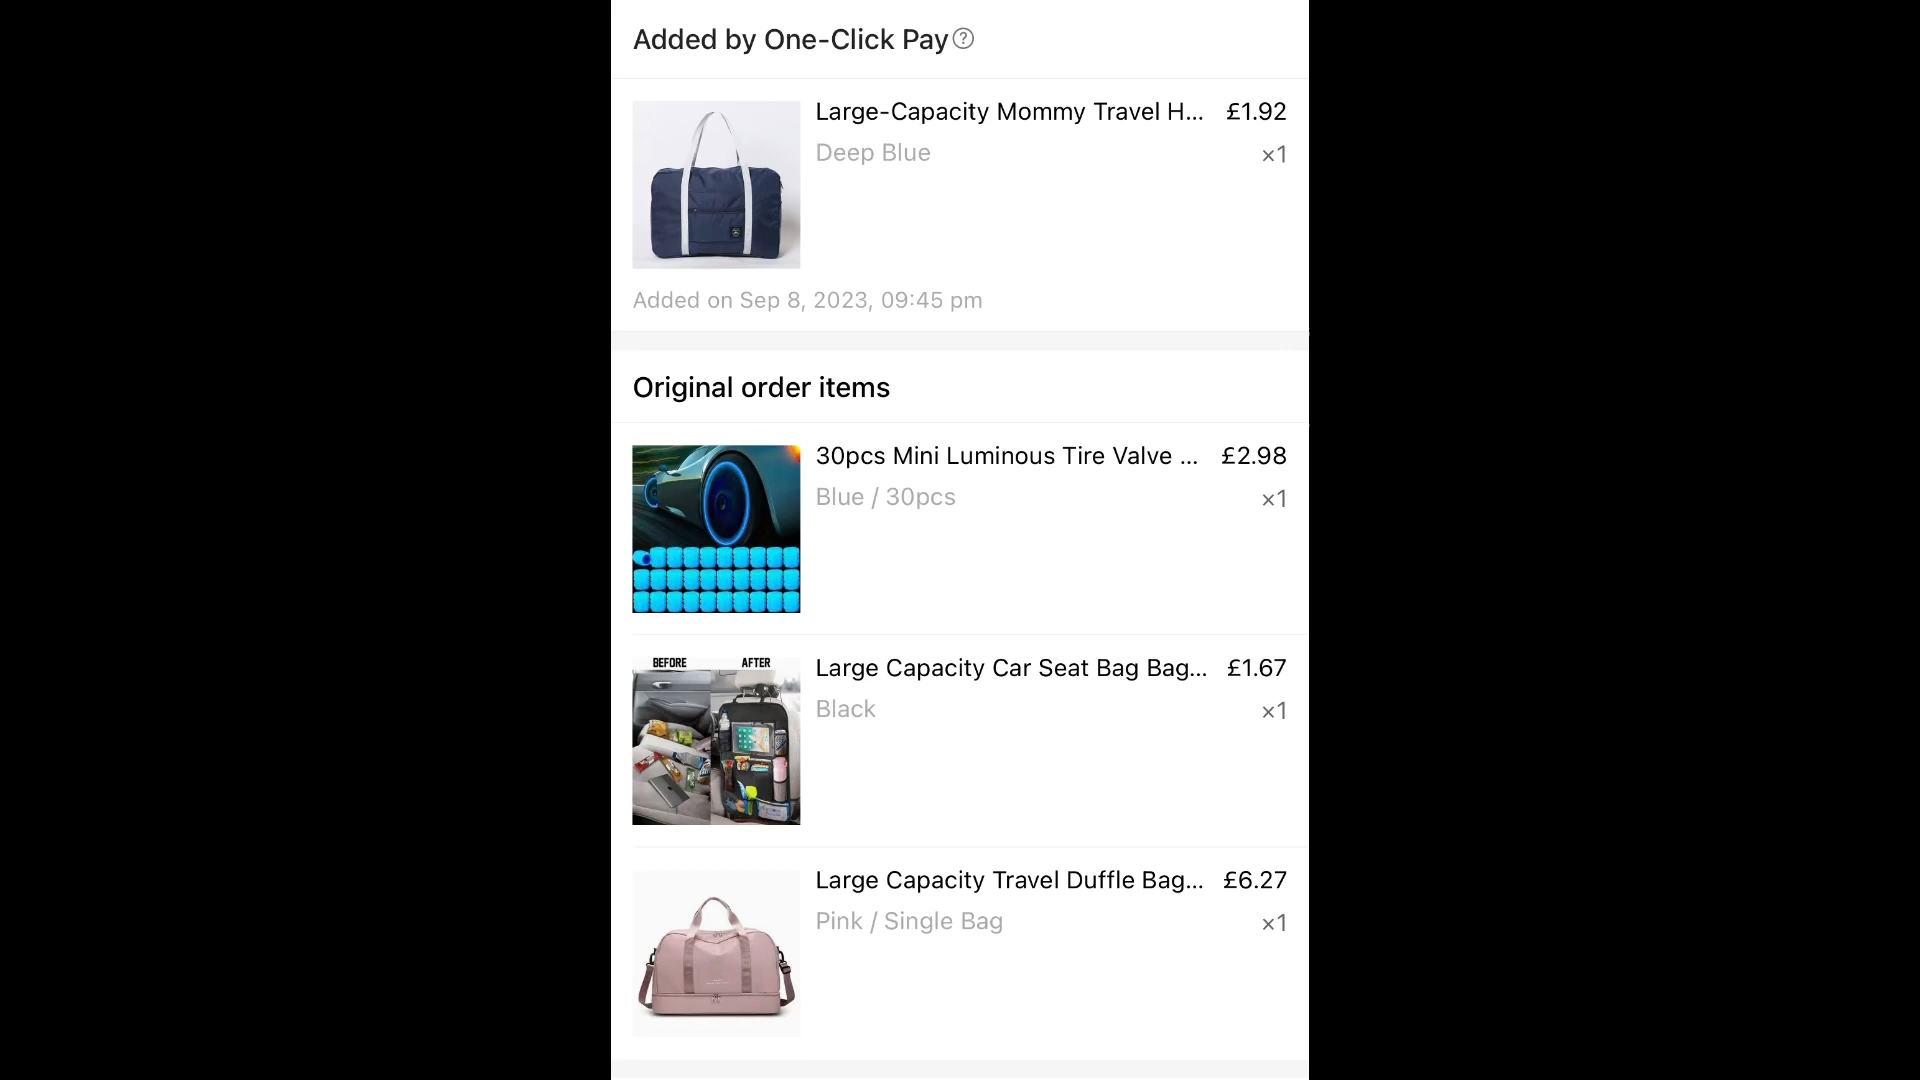 Added by One-Click Pay
Large-Capacity Mommy Travel H... £1.92
Deep Blue ×1
Added on Sep 8, 2023, 09:45 pm
Original order items
30pcs Mini Luminous Tire Valve ... £2.98
Blue / 30pcs ×1
BEFORE AFTER
Large Capacity Car Seat Bag Bag... £1.67
Black ×1
Large Capacity Travel Duffle Bag... £6.27
Pink / Single Bag ×1